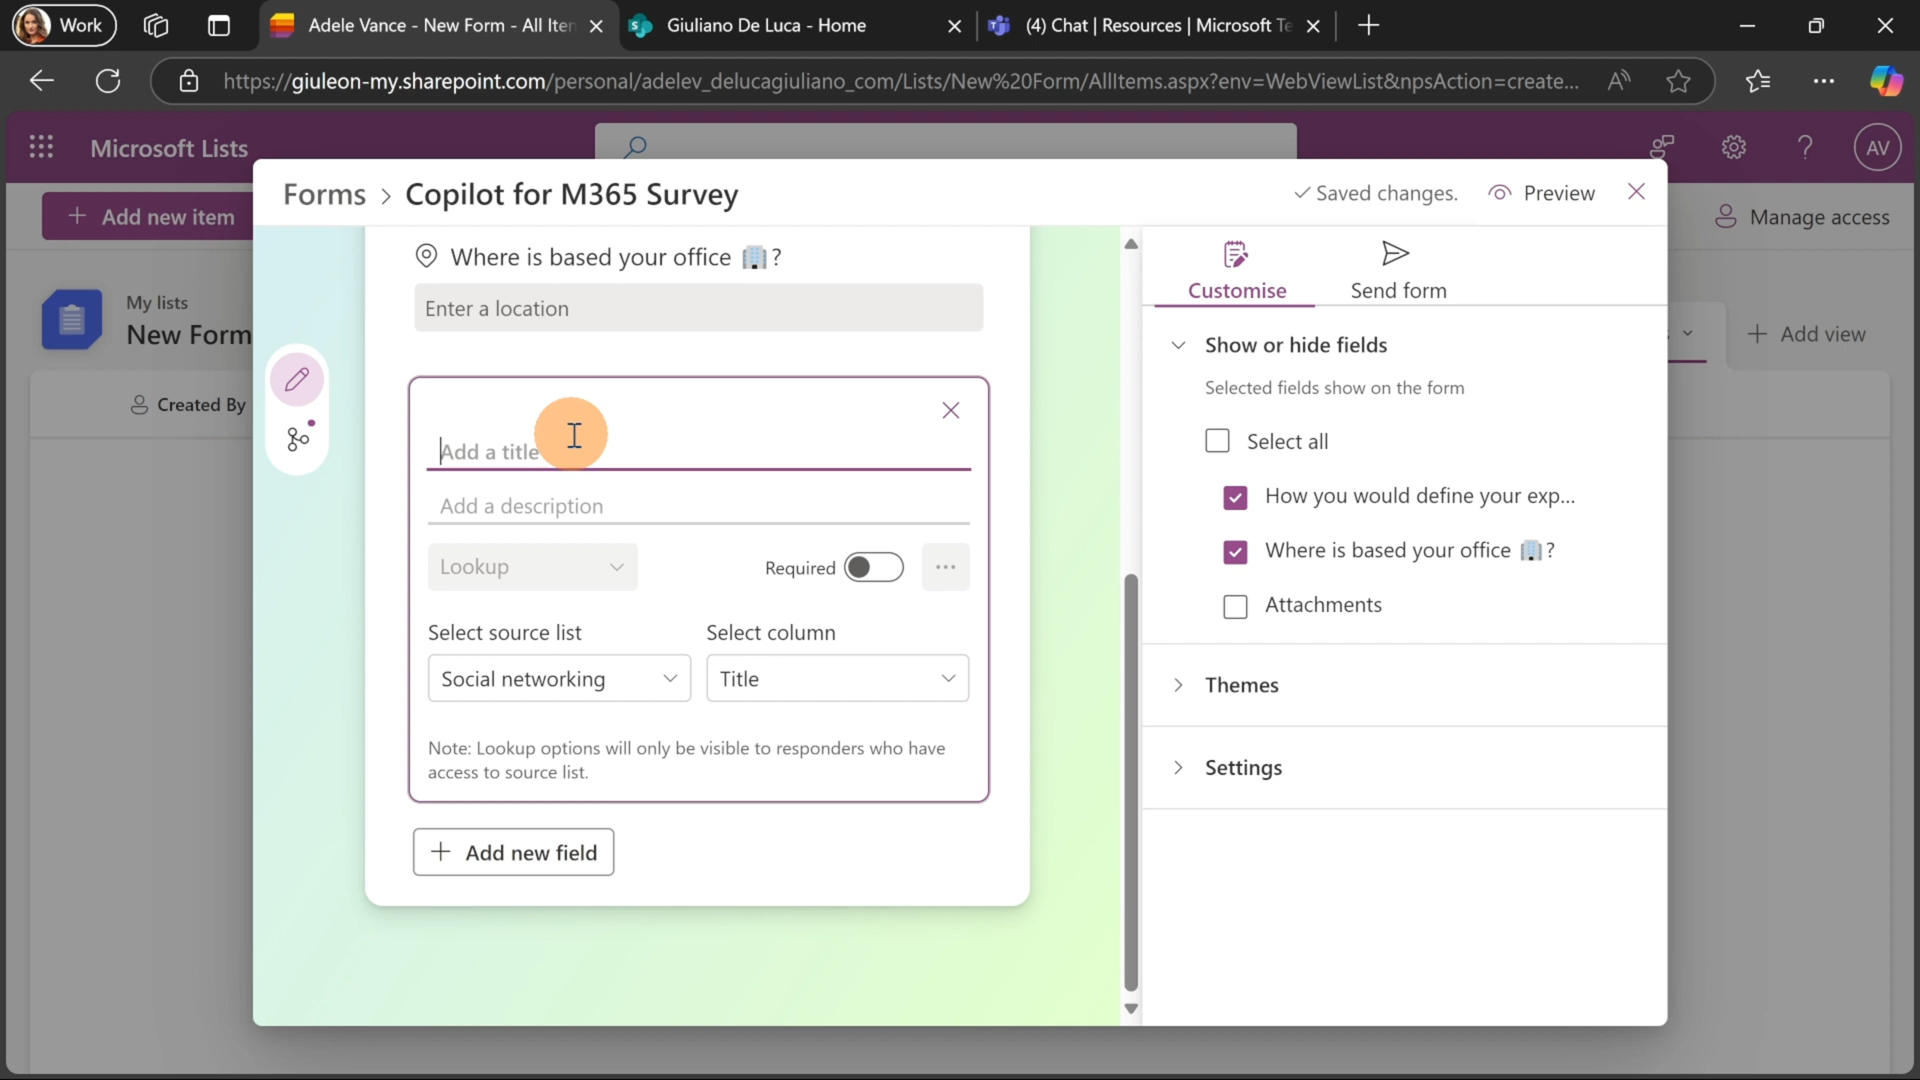 Work
Adele Vance - New Form - All Iten
Giuliano De Luca - Home
(4) Chat | Resources | Microsoft Te
https://giuleon-my.sharepoint.com/personal/adelev_delucagiuliano_com/Lists/New%20Form/AllItems.aspx?env=WebViewList&npsAction=create...
Microsoft Lists
AV
Add new item
Manage access
Forms > Copilot for M365 Survey
Saved changes.
Preview
My lists
New Form
Add view
Created By
Where is based your office 🏢?
Enter a location
Add a title
Add a description
Lookup
Required
Select source list
Select column
Social networking
Title
Note: Lookup options will only be visible to responders who have
access to source list.
Add new field
Customise
Send form
Show or hide fields
Selected fields show on the form
Select all
How you would define your exp...
Where is based your office 🏢?
Attachments
Themes
Settings